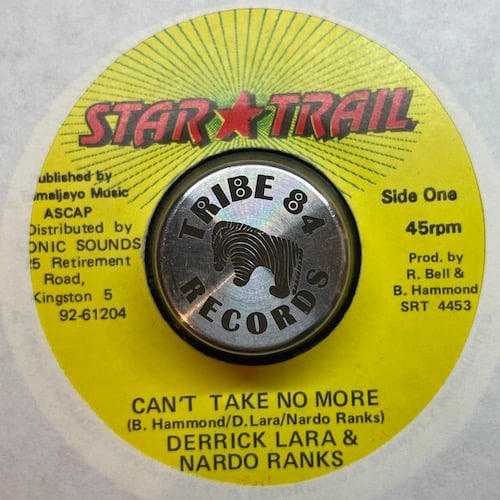 STAR TRAIL
ublished by
maljayo Music
ASCAP
Distributed by
ONIC SOUNDS
25 Retirement
Road,
Kingston 5
92-61204
TRIBE 84
RECORDS
Side One
45rpm
Prod. by
R. Bell &
B. Hammond
SRT 4453
CAN'T TAKE NO MORE
(B. Hammond/D. Lara/Nardo Ranks)
DERRICK LARA &
NARDO RANKS